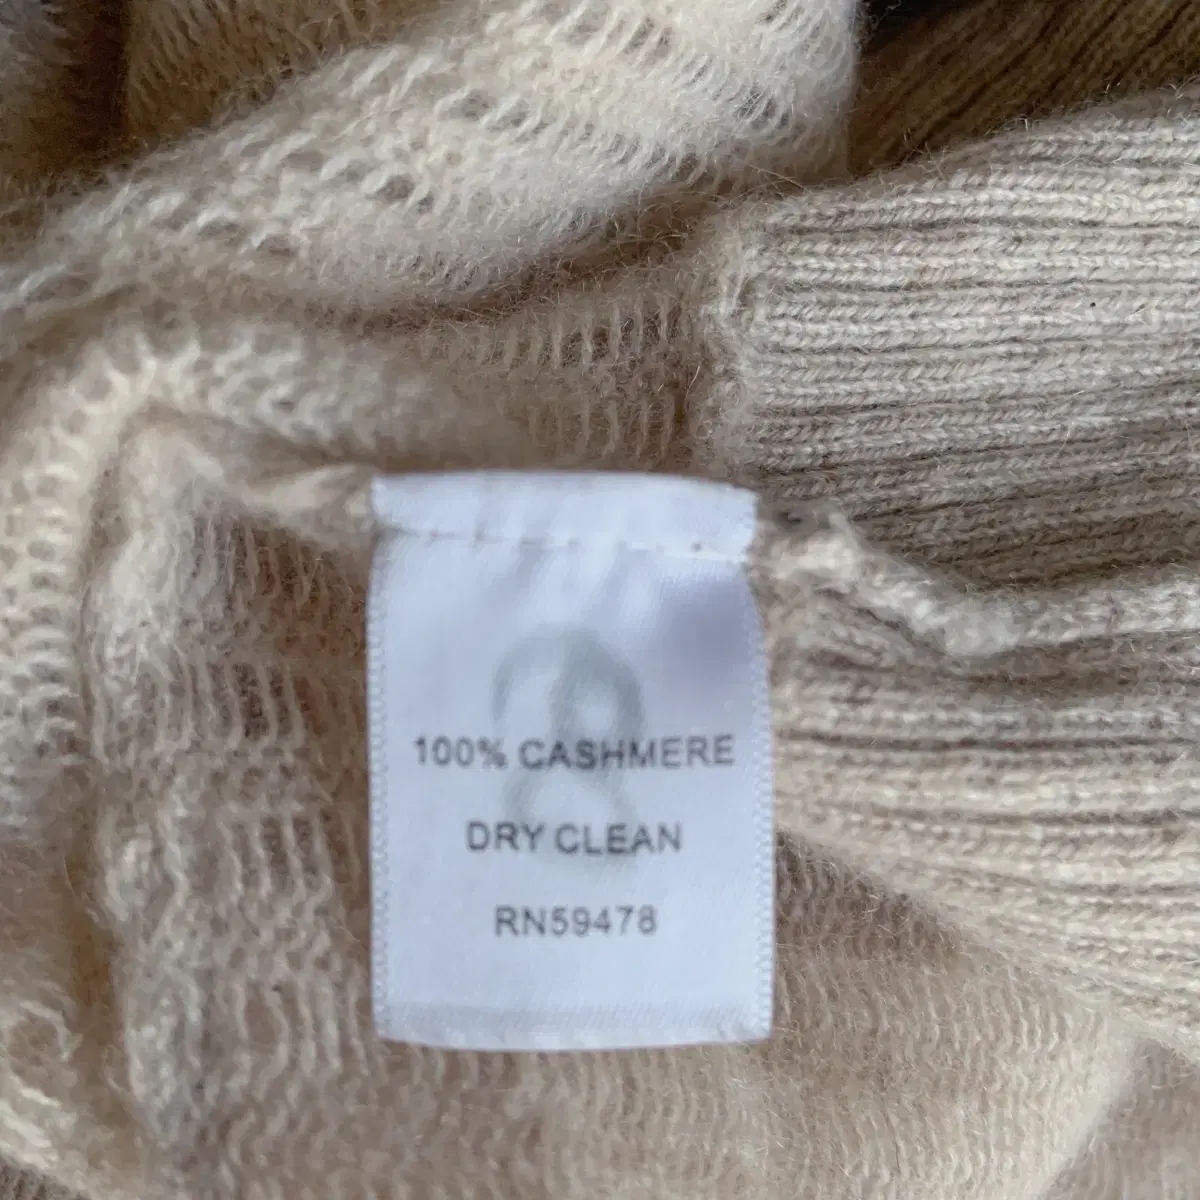 100% CASHMERE
DRY CLEAN
RN59478